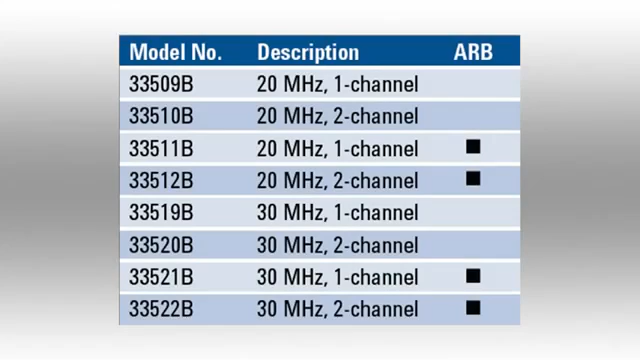 Model No. Description ARB
33509B 20 MHz, 1-channel
33510B 20 MHz, 2-channel
33511B 20 MHz, 1-channel ■
33512B 20 MHz, 2-channel ■
33519B 30 MHz, 1-channel
33520B 30 MHz, 2-channel
33521B 30 MHz, 1-channel ■
33522B 30 MHz, 2-channel ■